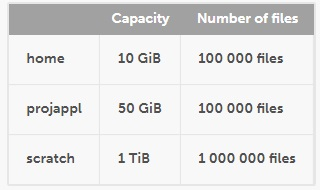 Capacity Number of files
home 10 GiB 100 000 files
projappl 50 GiB 100 000 files
scratch 1 TiB 1 000 000 files